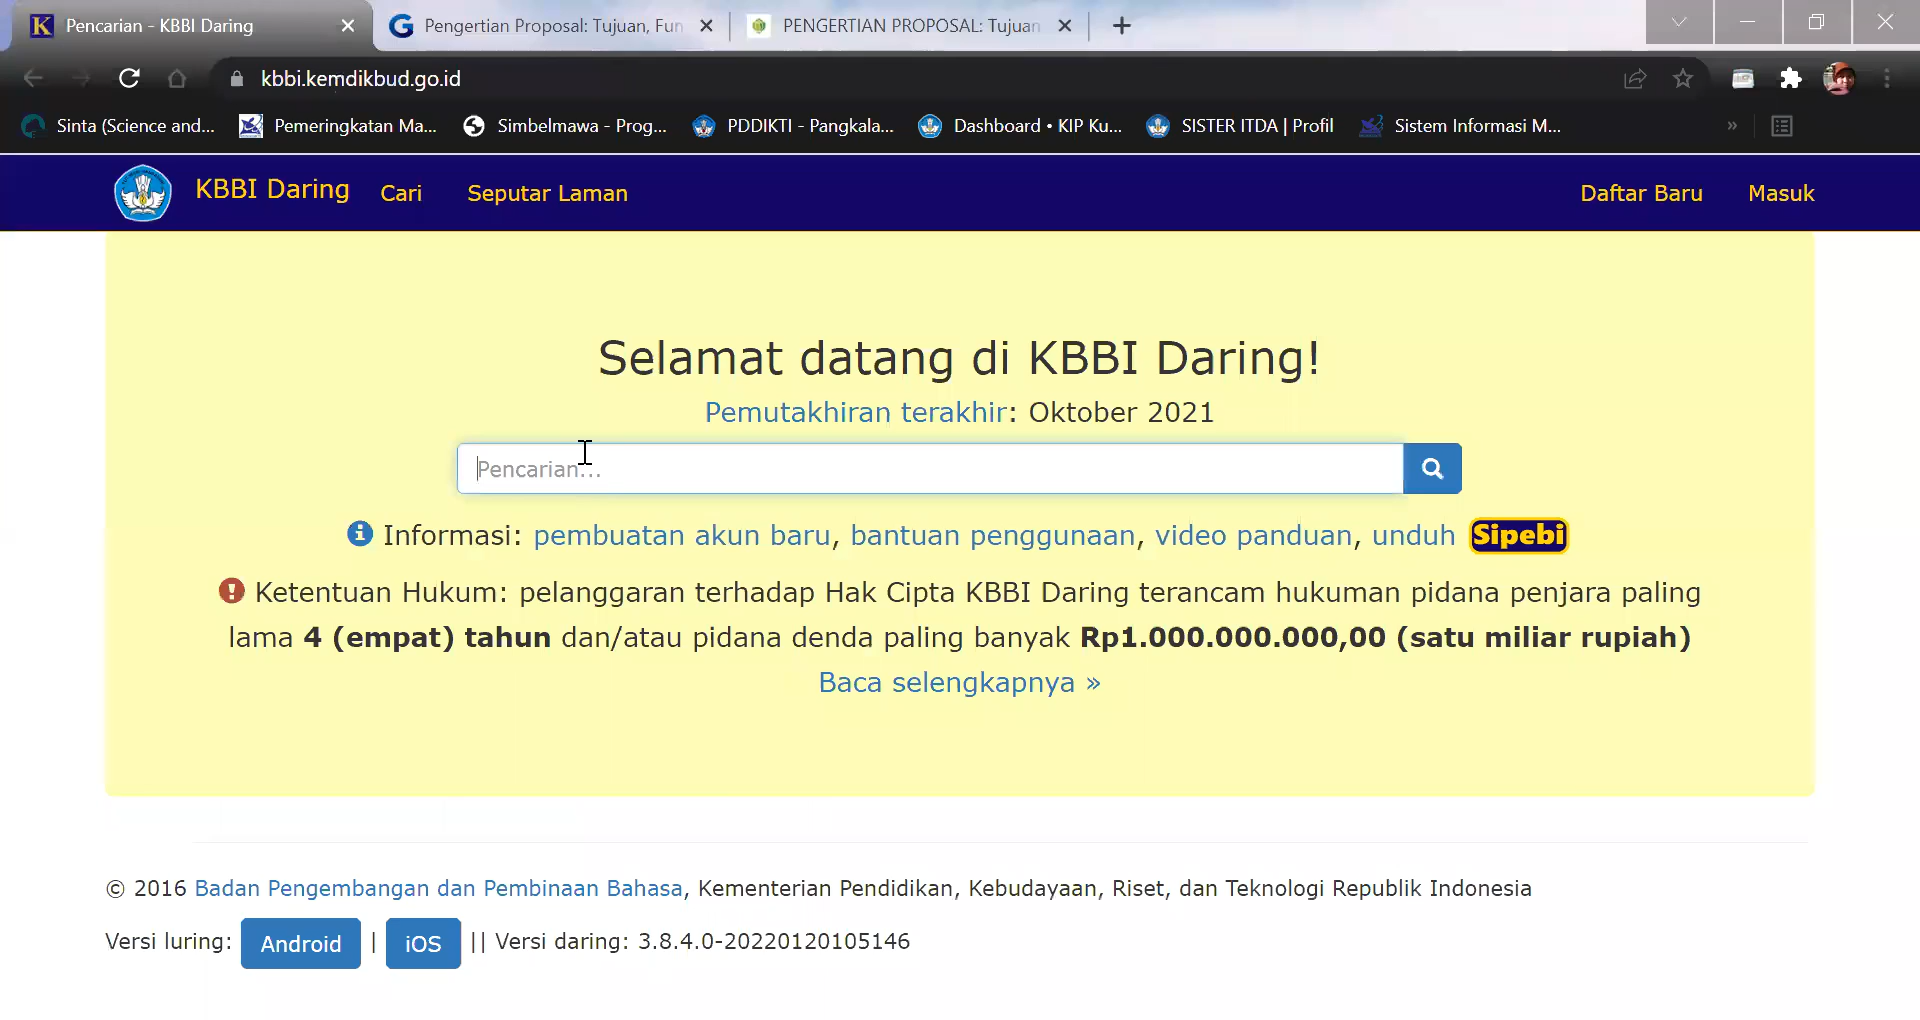 Pencarian - KBBI Daring
Pengertian Proposal: Tujuan, Fun
PENGERTIAN PROPOSAL: Tujuan
kbbi.kemdikbud.go.id
Sinta (Science and...
Pemeringkatan Ma...
Simbelmawa - Prog...
PDDIKTI - Pangkala...
Dashboard • KIP Ku...
SISTER ITDA | Profil
Sistem Informasi M...
»
KBBI Daring
Cari
Seputar Laman
Daftar Baru
Masuk
Selamat datang di KBBI Daring!
Pemutakhiran terakhir: Oktober 2021
Pencarian...
Informasi: pembuatan akun baru, bantuan penggunaan, video panduan, unduh Sipebi
Ketentuan Hukum: pelanggaran terhadap Hak Cipta KBBI Daring terancam hukuman pidana penjara paling
lama 4 (empat) tahun dan/atau pidana denda paling banyak Rp1.000.000.000,00 (satu miliar rupiah)
Baca selengkapnya »
© 2016 Badan Pengembangan dan Pembinaan Bahasa, Kementerian Pendidikan, Kebudayaan, Riset, dan Teknologi Republik Indonesia
Versi luring: Android | iOS || Versi daring: 3.8.4.0-20220120105146